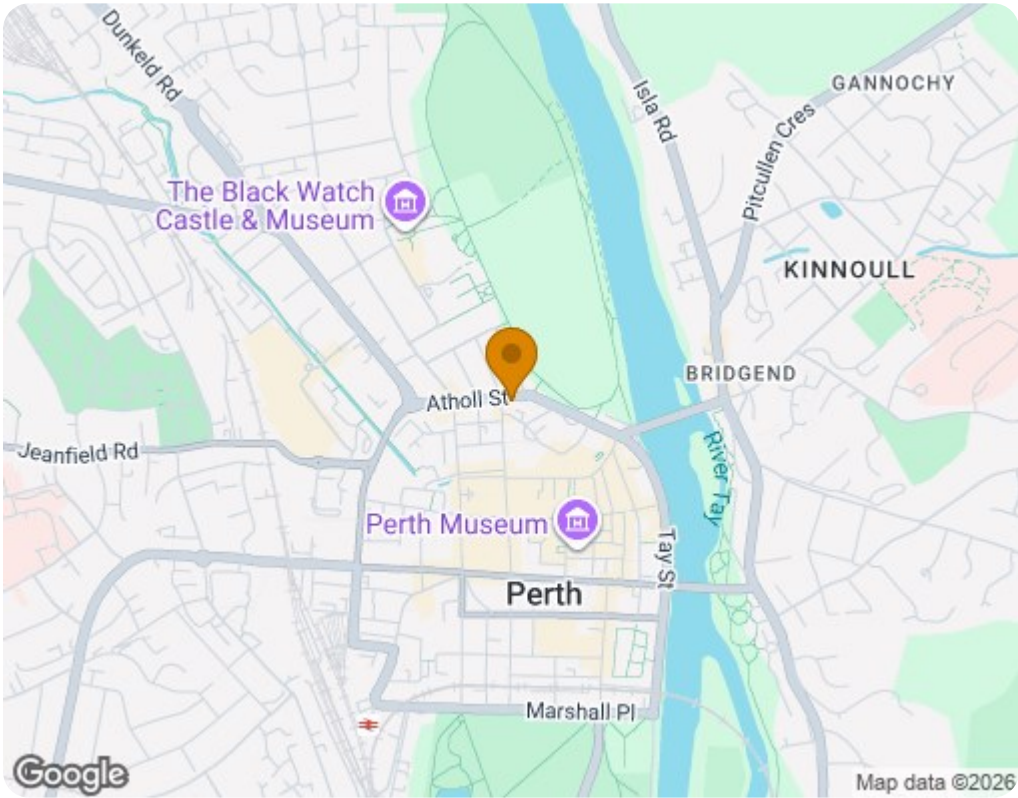 Dunkeld Rd
Isla Rd
GANNOCHY
Pitcullen Cres
The Black Watch
Castle & Museum
KINNOULL
BRIDGEND
Atholl St
Jeanfield Rd
River Tay
Perth Museum
Tay St
Perth
Marshall Pl
Google
Map data ©2026